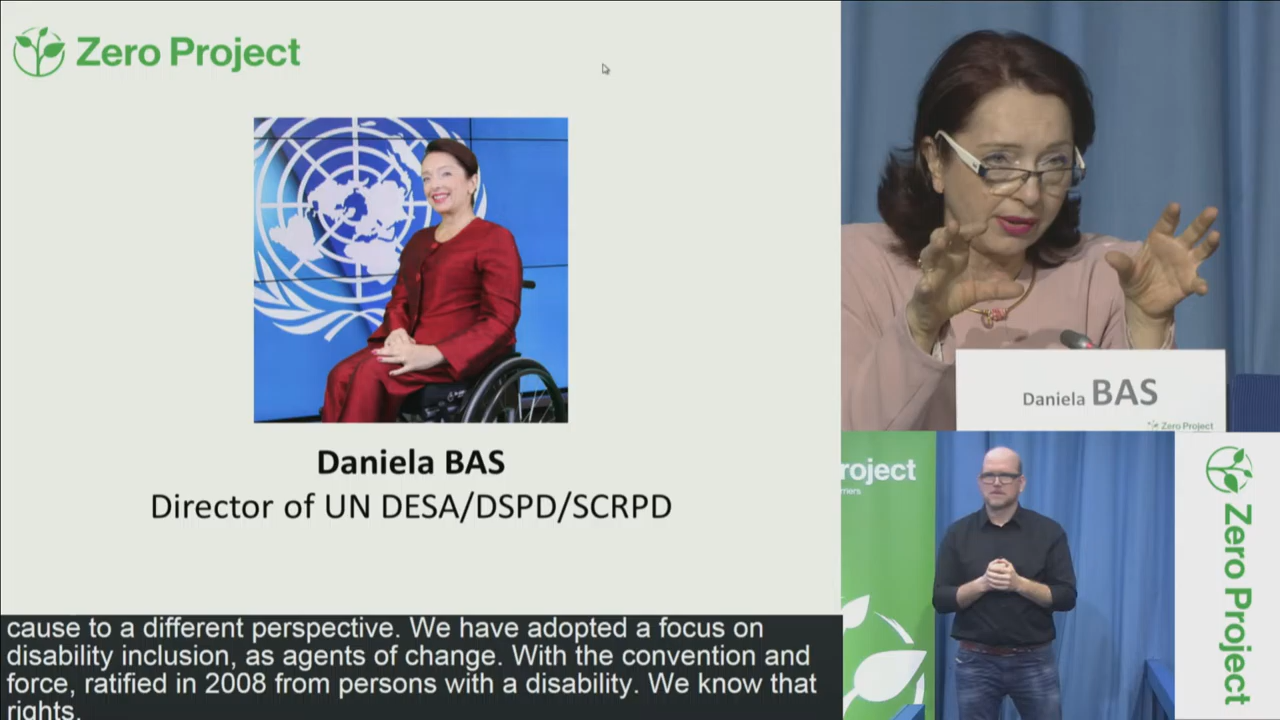 Zero Project
Daniela BAS
Director of UN DESA/DSPD/SCRPD
cause to a different perspective. We have adopted a focus on
disability inclusion, as agents of change. With the convention and
force, ratified in 2008 from persons with a disability. We know that
rights.
Daniela BAS
Zero Project
roject
rriers
Zero Project